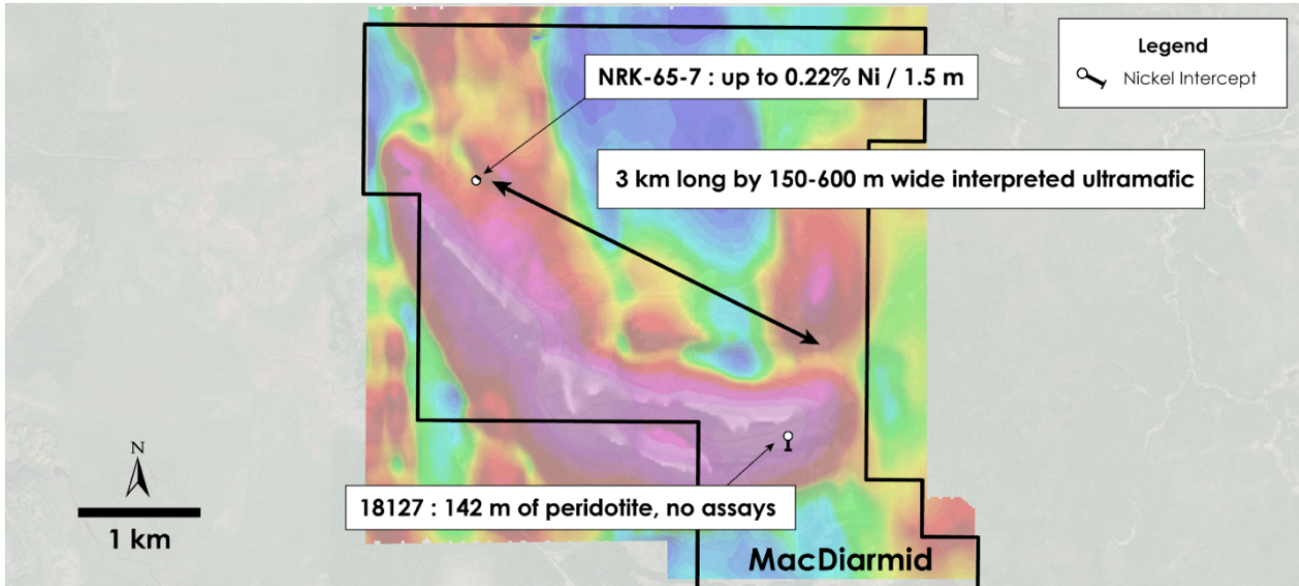 Legend
Nickel Intercept
NRK-65-7 : up to 0.22% Ni / 1.5 m
3 km long by 150-600 m wide interpreted ultramafic
N
1 km
18127 : 142 m of peridotite, no assays
MacDiarmid